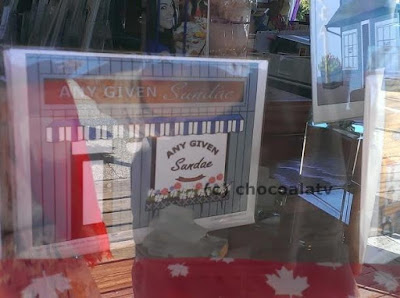 ANY GIVEN Sundae
ANY GIVEN
Sundae
(c) chocoalatv